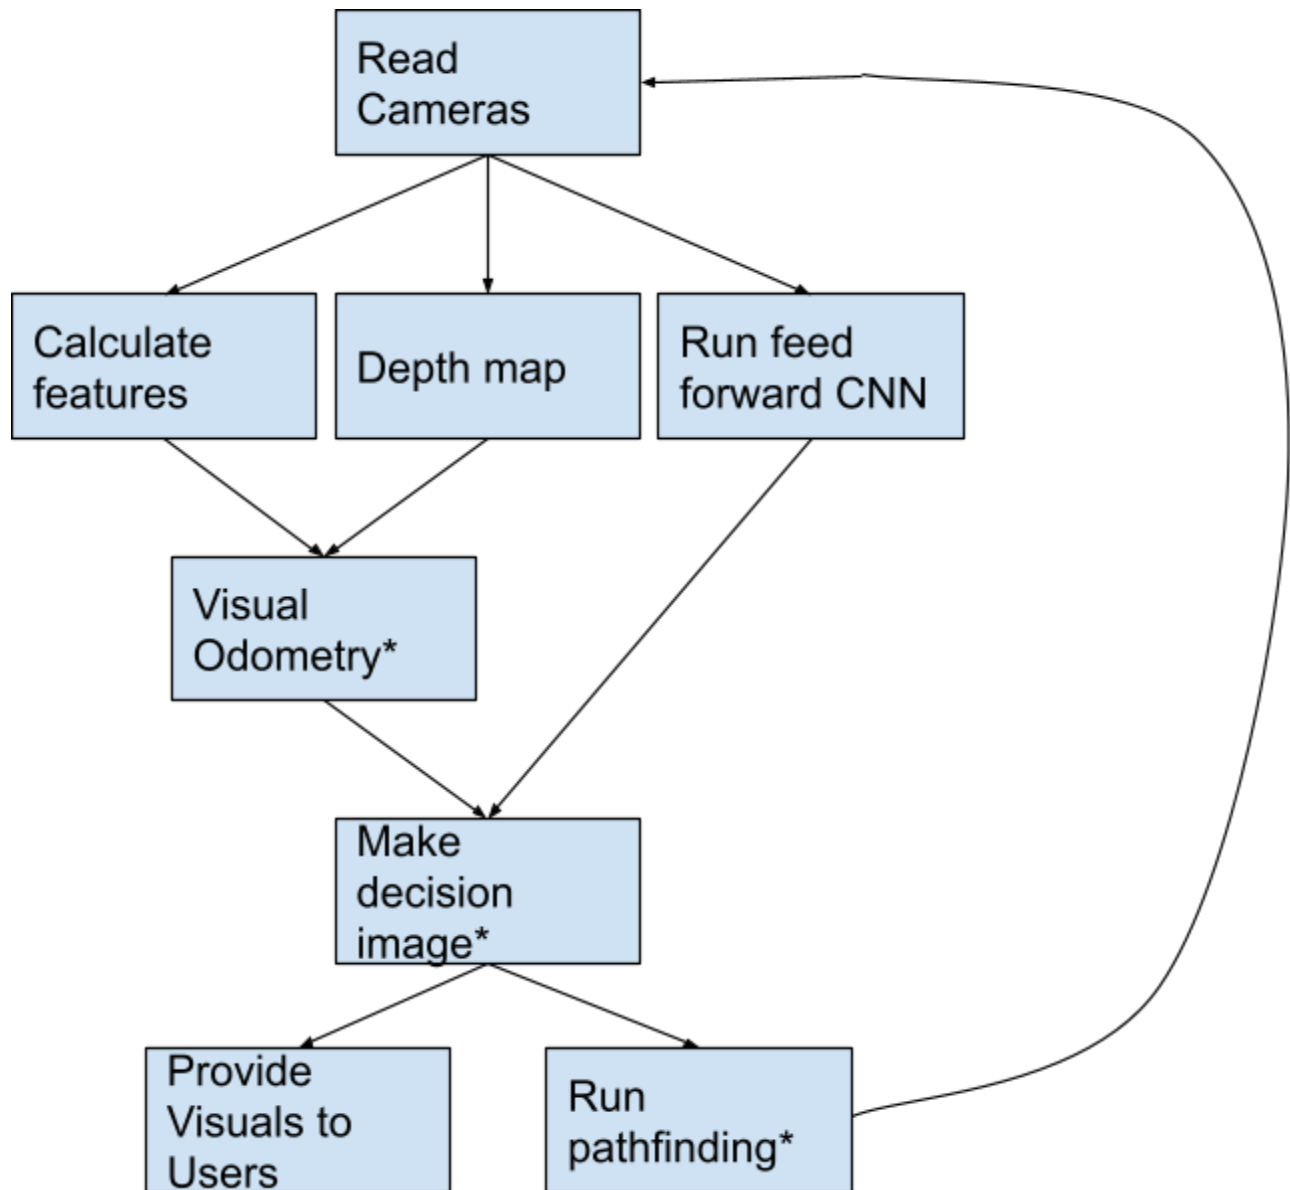 Read
Cameras
Calculate
features
Depth map
Run feed
forward CNN
Visual
Odometry*
Make
decision
image*
Provide
Visuals to
Users
Run
pathfinding*